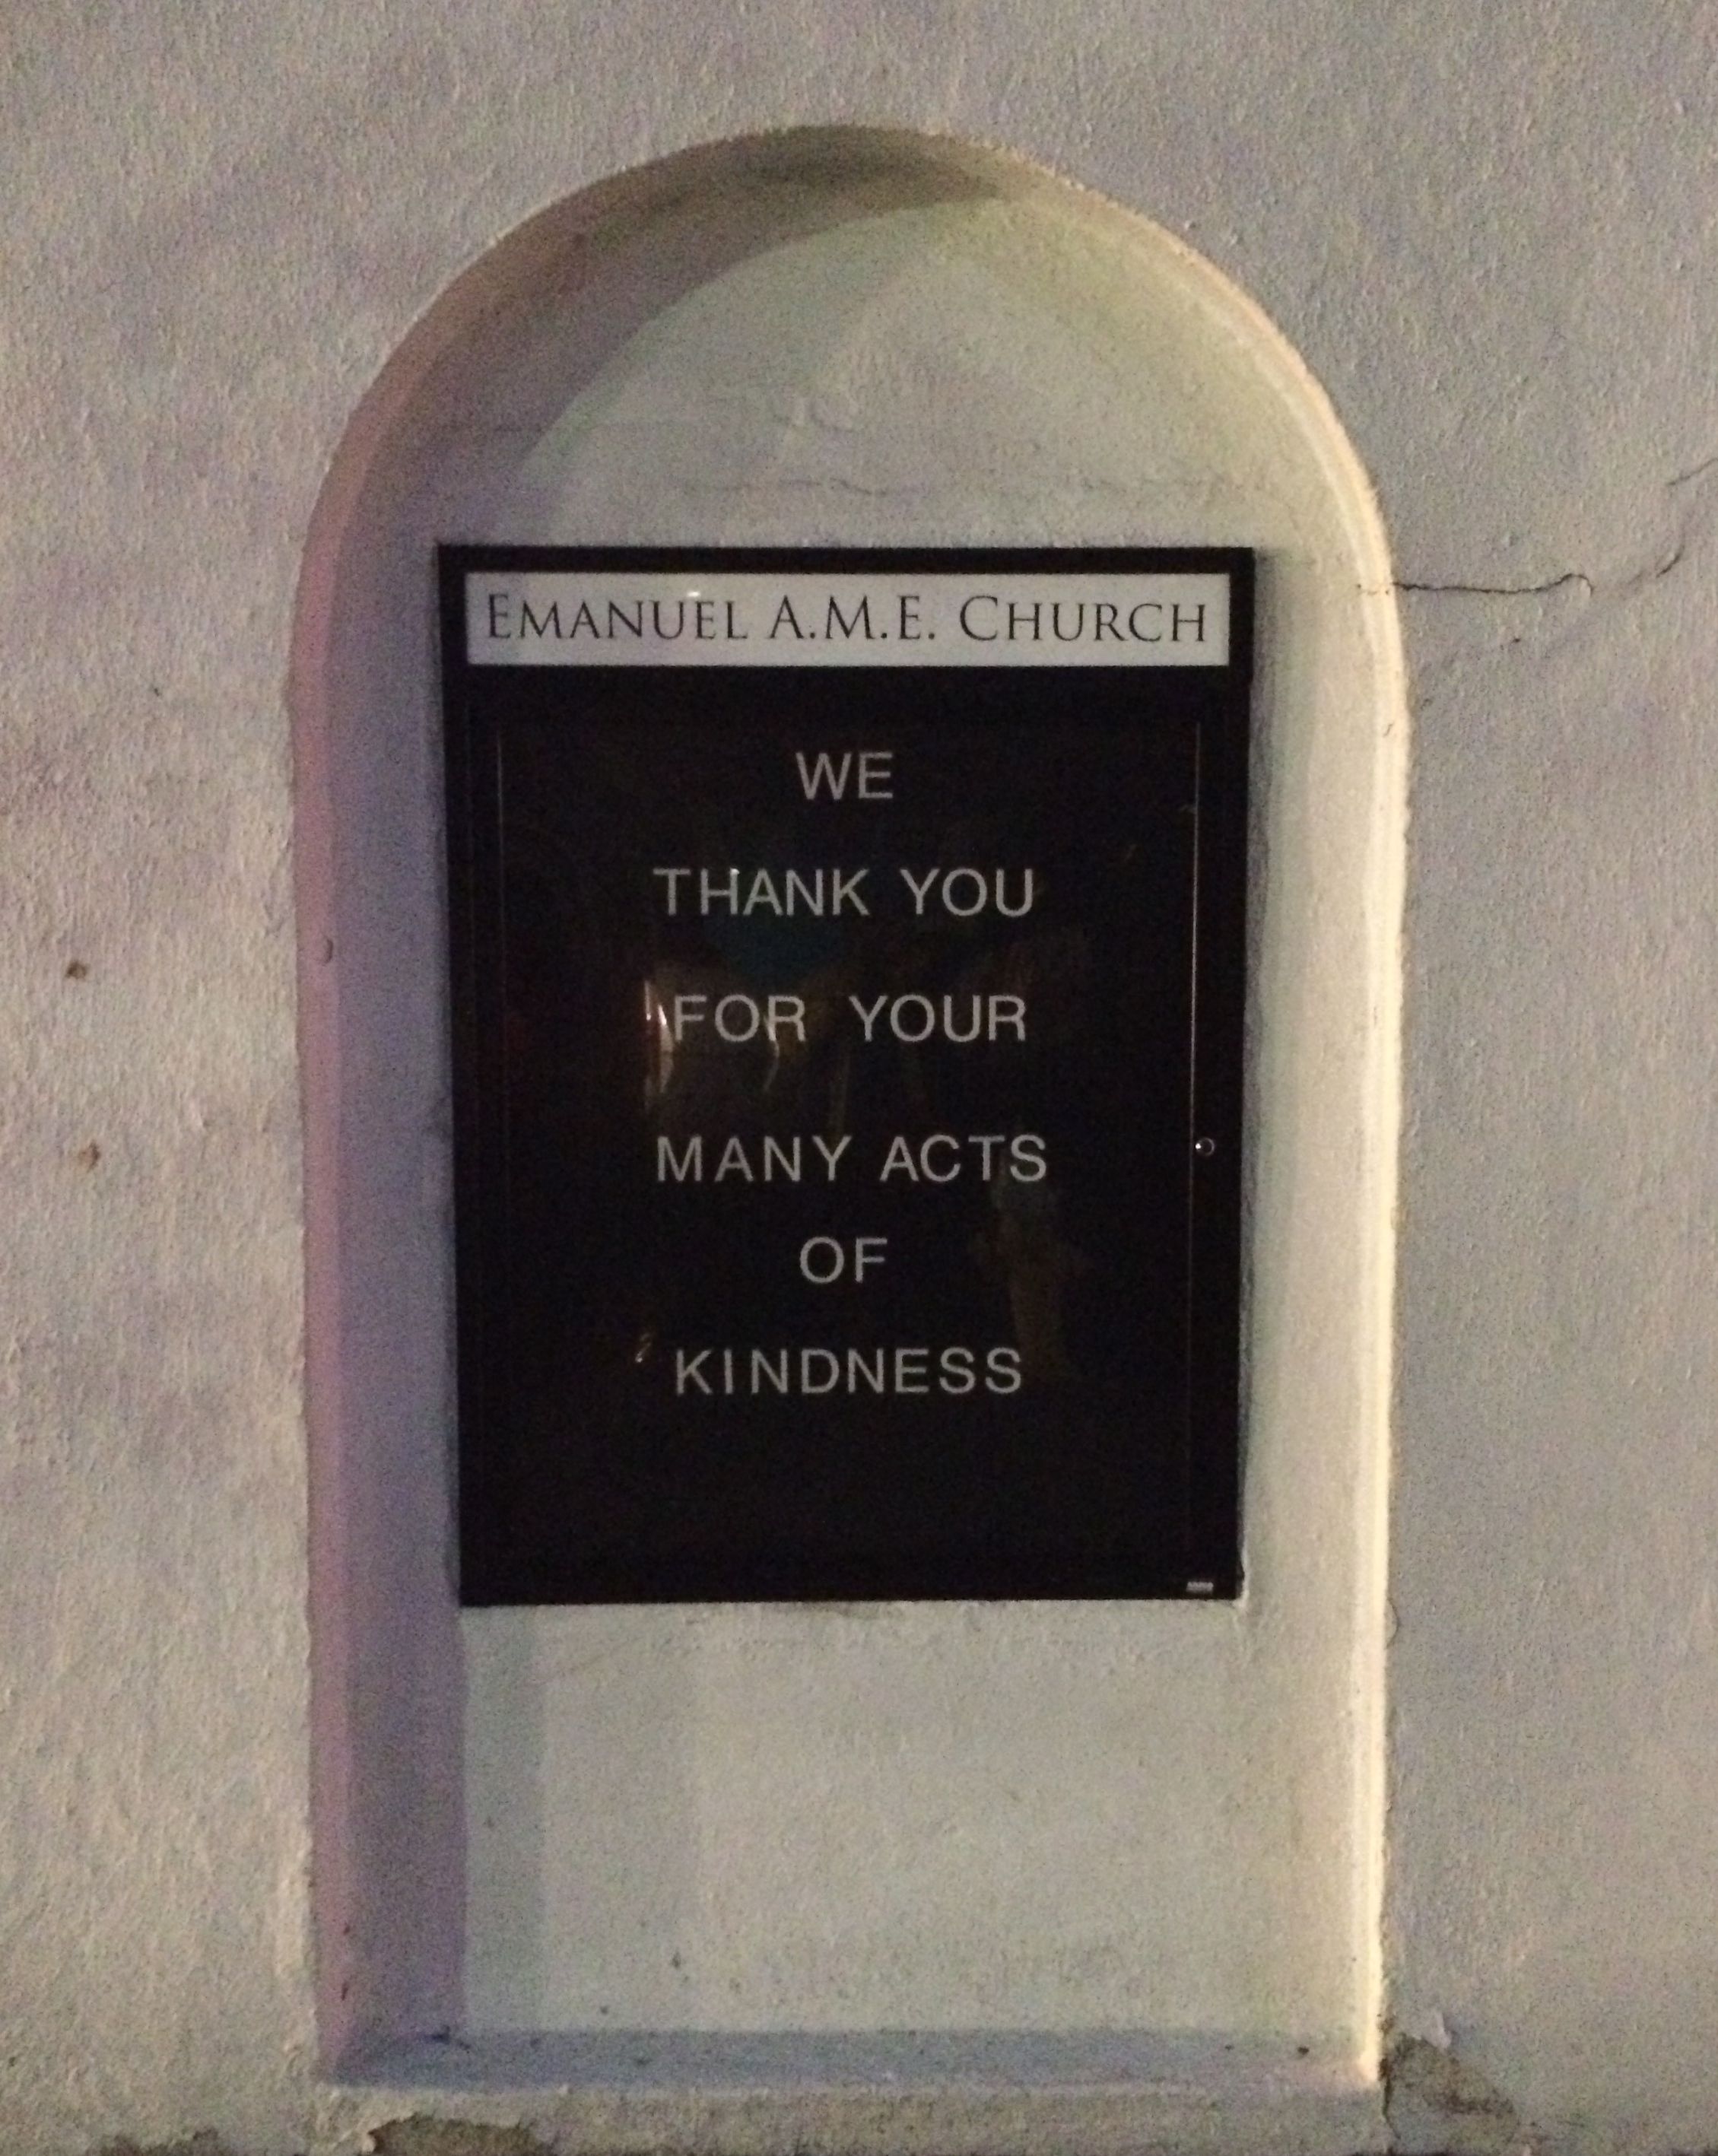 EMANUEL A.M.E. CHURCH
WE
THANK YOU
FOR YOUR
MANY ACTS
OF
KINDNESS